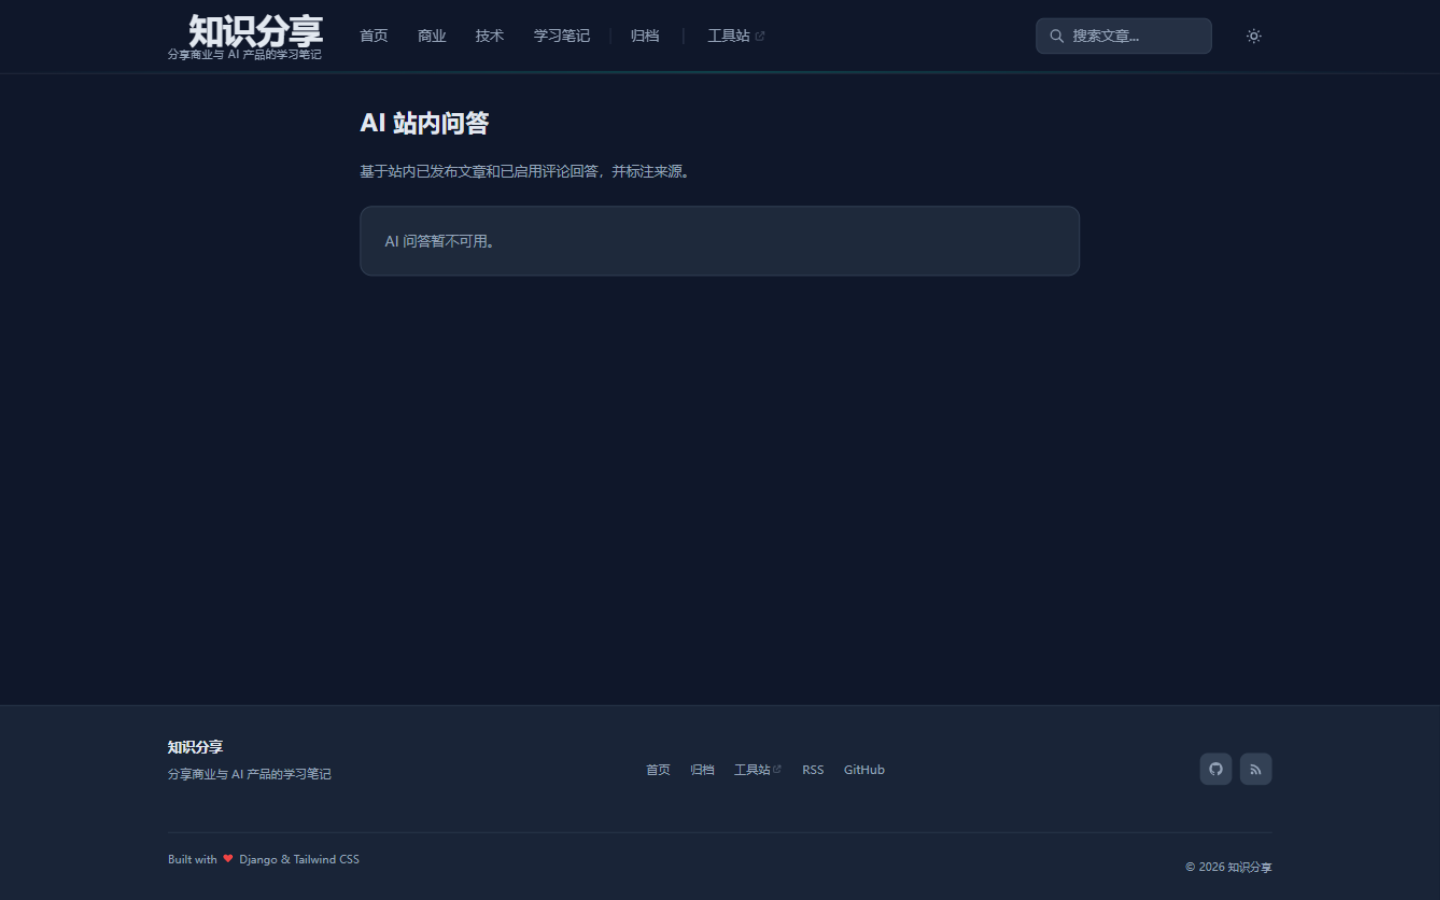 知识分享
分享商业与 AI 产品的学习笔记
首页 商业 技术 学习笔记 归档 工具站
搜索文章...
AI 站内问答
基于站内已发布文章和已启用评论回答，并标注来源。
AI 问答暂不可用。
知识分享
分享商业与 AI 产品的学习笔记
首页 归档 工具站 RSS GitHub
Built with ❤ Django & Tailwind CSS
© 2026 知识分享